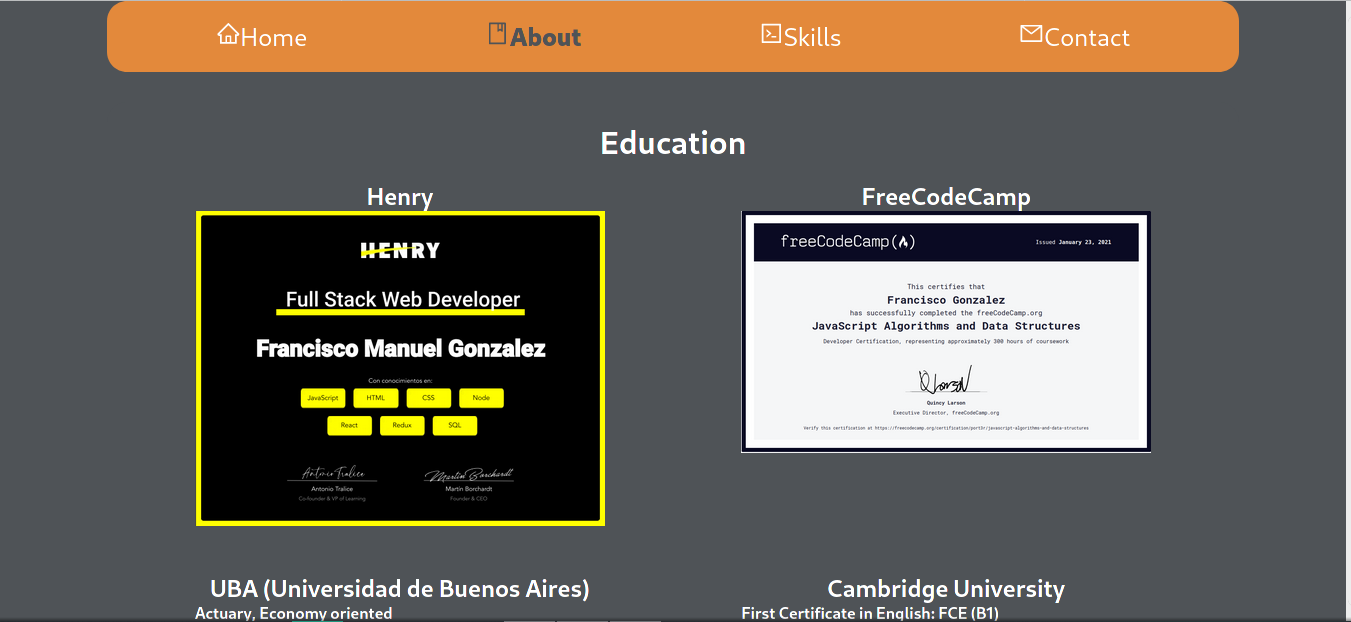 Home About Skills Contact
Education
Henry
HENRY
Full Stack Web Developer
Francisco Manuel Gonzalez
Con conocimientos en:
JavaScript HTML CSS Node
React Redux SQL
Antonio Tralice Martin Borchardt
Antonio Tralice Martin Borchardt
Co-founder & VP of Learning Founder & CEO
FreeCodeCamp
freeCodeCamp
Issued January 23, 2021
This certifies that
Francisco Gonzalez
has successfully completed the freeCodeCamp.org
JavaScript Algorithms and Data Structures
Developer Certification, representing approximately 300 hours of coursework
Quincy Larson
Executive Director, freeCodeCamp.org
Verify this certification at https://freecodecamp.org/certification/port3r/javascript-algorithms-and-data-structures
UBA (Universidad de Buenos Aires)
Actuary, Economy oriented
Cambridge University
First Certificate in English: FCE (B1)